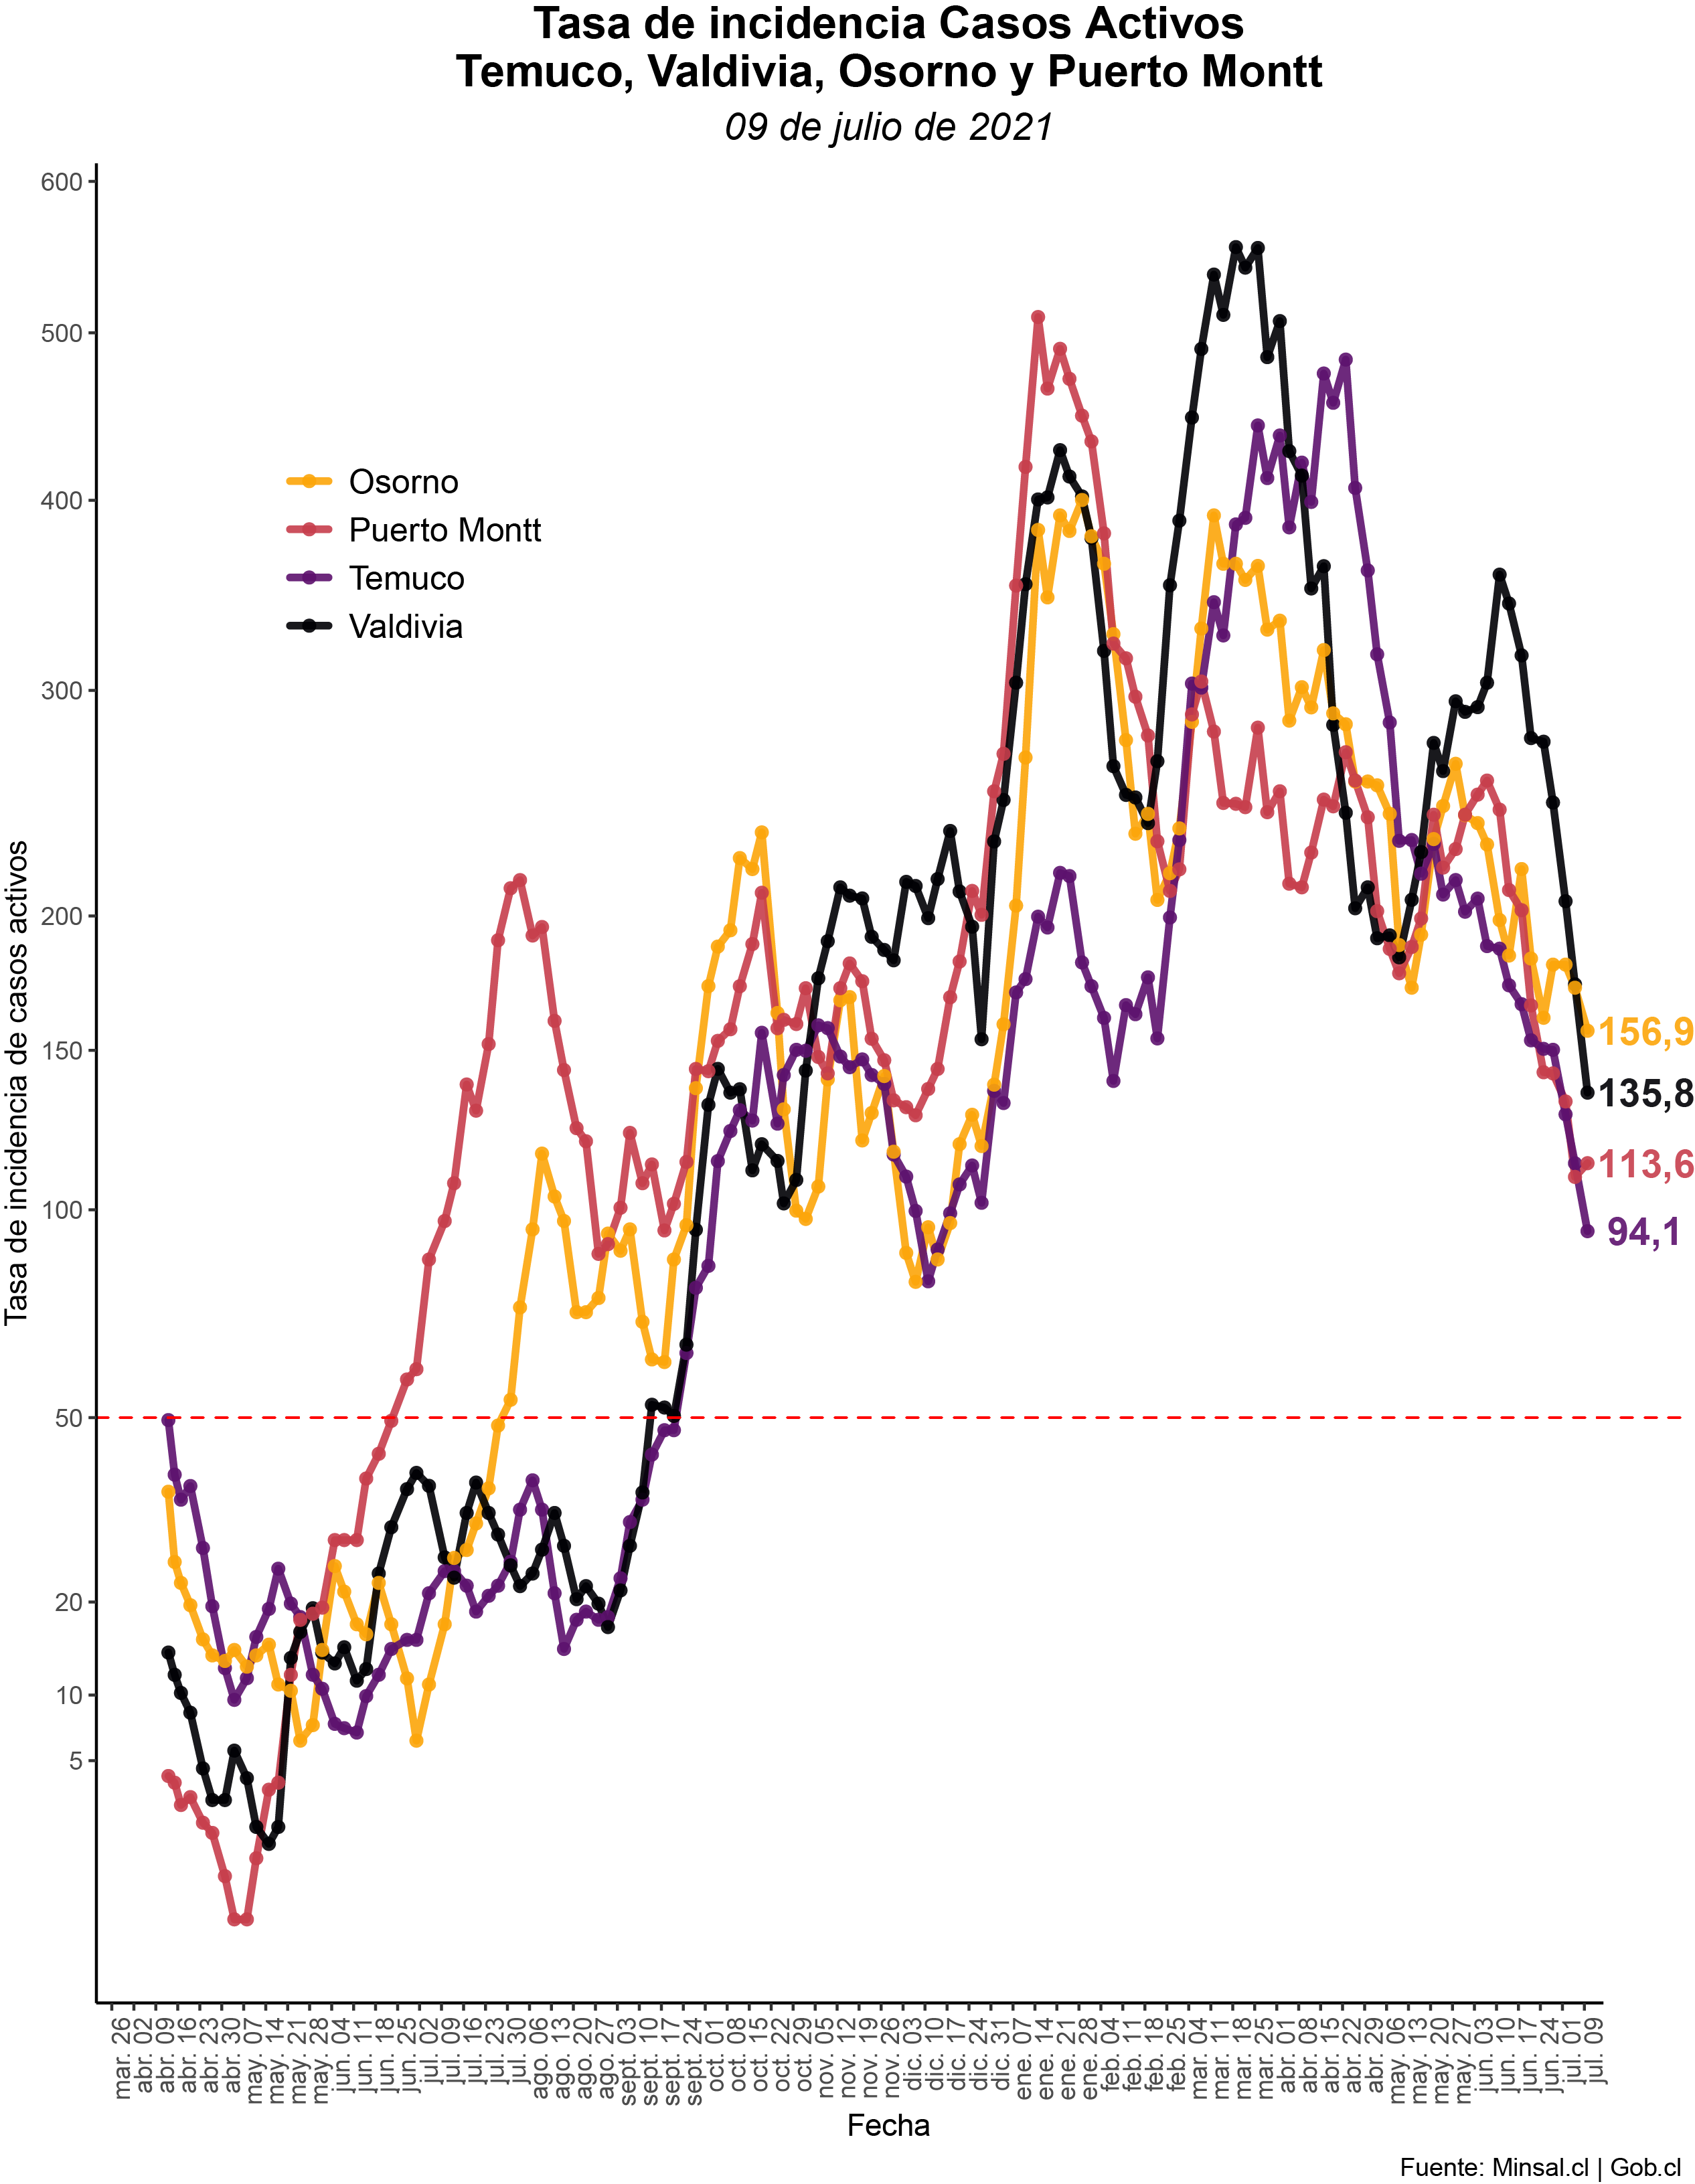 Tasa de incidencia Casos Activos
Temuco, Valdivia, Osorno y Puerto Montt
09 de julio de 2021
Tasa de incidencia de casos activos
600
500
400
300
200
150
100
50
20
10
5
Osorno
Puerto Montt
Temuco
Valdivia
156,9
135,8
113,6
94,1
mar. 26
abr. 02
abr. 09
abr. 16
abr. 23
abr. 30
may. 07
may. 14
may. 21
may. 28
jun. 04
jun. 11
jun. 18
jun. 25
jul. 02
jul. 09
jul. 16
jul. 23
jul. 30
ago. 06
ago. 13
ago. 20
ago. 27
sept. 03
sept. 10
sept. 17
sept. 24
oct. 01
oct. 08
oct. 15
oct. 22
oct. 29
nov. 05
nov. 12
nov. 19
nov. 26
dic. 03
dic. 10
dic. 17
dic. 24
dic. 31
ene. 07
ene. 14
ene. 21
ene. 28
feb. 04
feb. 11
feb. 18
feb. 25
mar. 04
mar. 11
mar. 18
mar. 25
abr. 01
abr. 08
abr. 15
abr. 22
abr. 29
may. 06
may. 13
may. 20
may. 27
jun. 03
jun. 10
jun. 17
jun. 24
jul. 01
jul. 09
Fecha
Fuente: Minsal.cl | Gob.cl